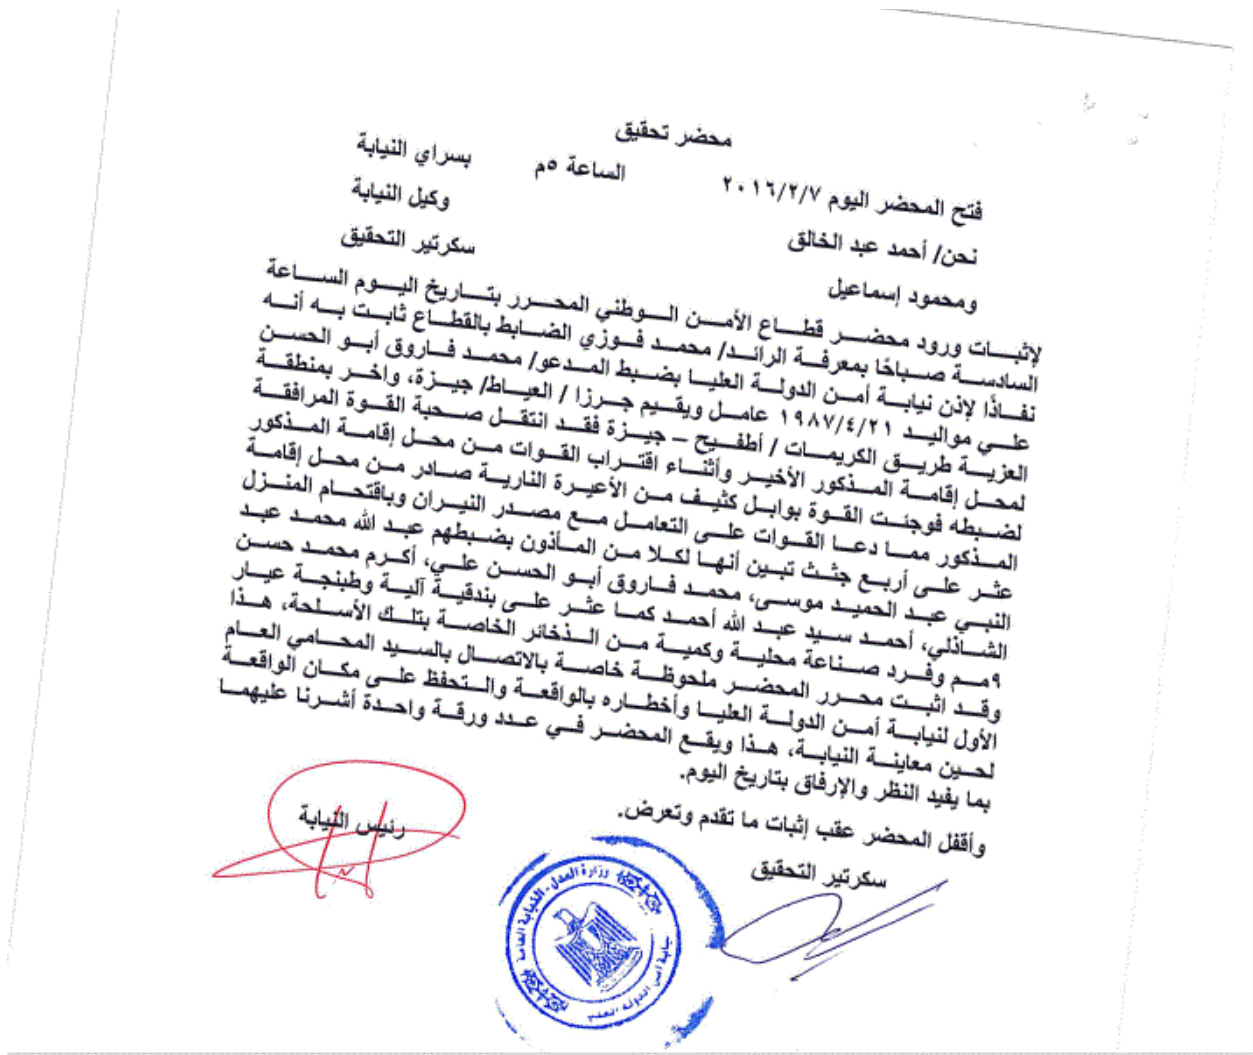 محضر تحقيق
فتح المحضر اليوم ٢٠١٦/٢/٧ الساعة ٥م بسراي النيابة
نحن/ أحمد عبد الخالق وكيل النيابة
ومحمود إسماعيل سكرتير التحقيق
لإثبات ورود محضر قطاع الأمن الوطني المحرر بتاريخ اليوم الساعة
السادسة صباحًا بمعرفة الرائد/ محمد فوزي الضابط بالقطاع ثابت به أنه
نفاذًا لإذن نيابة أمن الدولة العليا بضبط المدعو/ محمد فاروق أبو الحسن
علي مواليد ١٩٨٧/٤/٢١ عامل ويقيم جرزا / العياط/ جيزة، واخر بمنطقة
العزبية طريق الكريمات / أطفيح – جيزة فقد انتقل صحبة القوة المرافقة
لمحل إقامة المذكور الأخير وأثناء اقتراب القوات من محل إقامة المذكور
لضبطه فوجئت القوة بوابل كثيف من الأعيرة النارية صادر من محل إقامة
المذكور مما دعا القوات على التعامل مع مصدر النيران وباقتحام المنزل
عثر على أربع جثث تبين أنها لكلا من المأذون بضبطهم عبد الله محمد عبد
النبي عبد الحميد موسى، محمد فاروق أبو الحسن علي، أكرم محمد حسن
الشاذلي، أحمد سيد عبد الله أحمد كما عثر على بندقية آلية وطبنجة عيار
٩مم وفرد صناعة محلية وكمية من الذخائر الخاصة بتلك الأسلحة، هذا
وقد اثبت محرر المحضر ملحوظة خاصة بالاتصال بالسيد المحامي العام
الأول لنيابة أمن الدولة العليا وأخطاره بالواقعة والتحفظ على مكان الواقعة
لحين معاينة النيابة، هذا ويقع المحضر في عدد ورقة واحدة أشرنا عليهما
بما يفيد النظر والإرفاق بتاريخ اليوم.
وأقفل المحضر عقب إثبات ما تقدم وتعرض.
سكرتير التحقيق رئيس النيابة
وزارة العدل - النيابة العامة
نيابة امن الدولة العليا